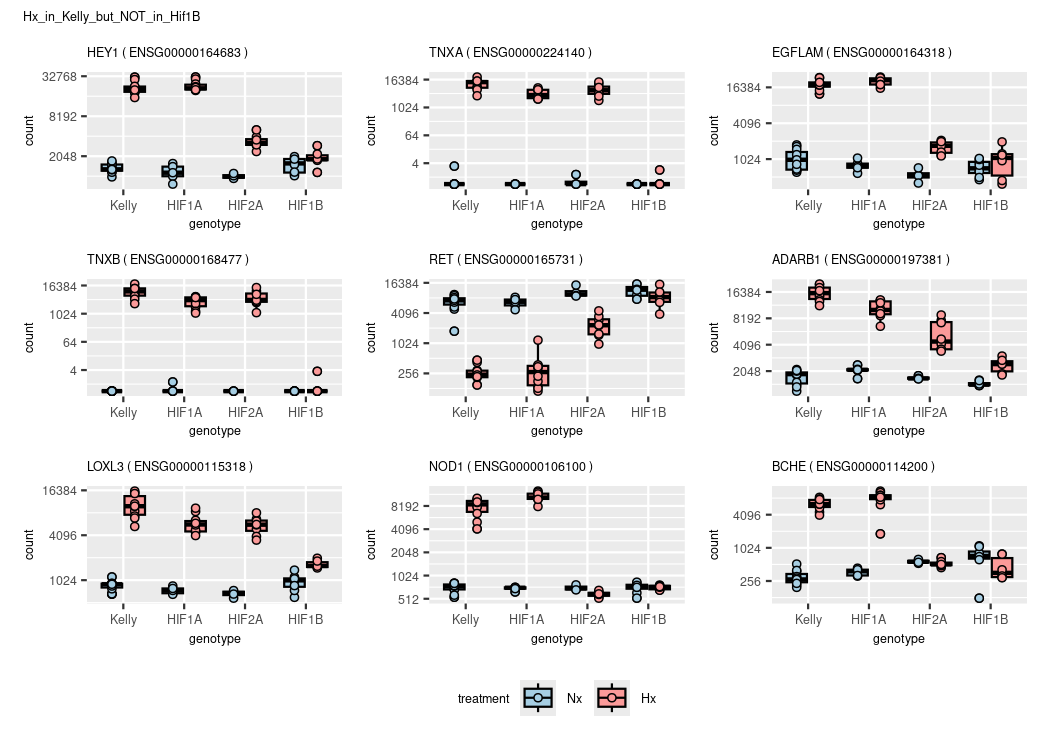 Hx_in_Kelly_but_NOT_in_Hif1B
HEY1 ( ENSG00000164683 )
32768
8192
2048
count
Kelly HIF1A HIF2A HIF1B
genotype
TNXA ( ENSG00000224140 )
16384
1024
64
4
count
Kelly HIF1A HIF2A HIF1B
genotype
EGFLAM ( ENSG00000164318 )
16384
4096
1024
count
Kelly HIF1A HIF2A HIF1B
genotype
TNXB ( ENSG00000168477 )
16384
1024
64
4
count
Kelly HIF1A HIF2A HIF1B
genotype
RET ( ENSG00000165731 )
16384
4096
1024
256
count
Kelly HIF1A HIF2A HIF1B
genotype
ADARB1 ( ENSG00000197381 )
16384
8192
4096
2048
count
Kelly HIF1A HIF2A HIF1B
genotype
LOXL3 ( ENSG00000115318 )
16384
4096
1024
count
Kelly HIF1A HIF2A HIF1B
genotype
NOD1 ( ENSG00000106100 )
8192
4096
2048
1024
512
count
Kelly HIF1A HIF2A HIF1B
genotype
BCHE ( ENSG00000114200 )
4096
1024
256
count
Kelly HIF1A HIF2A HIF1B
genotype
treatment Nx Hx